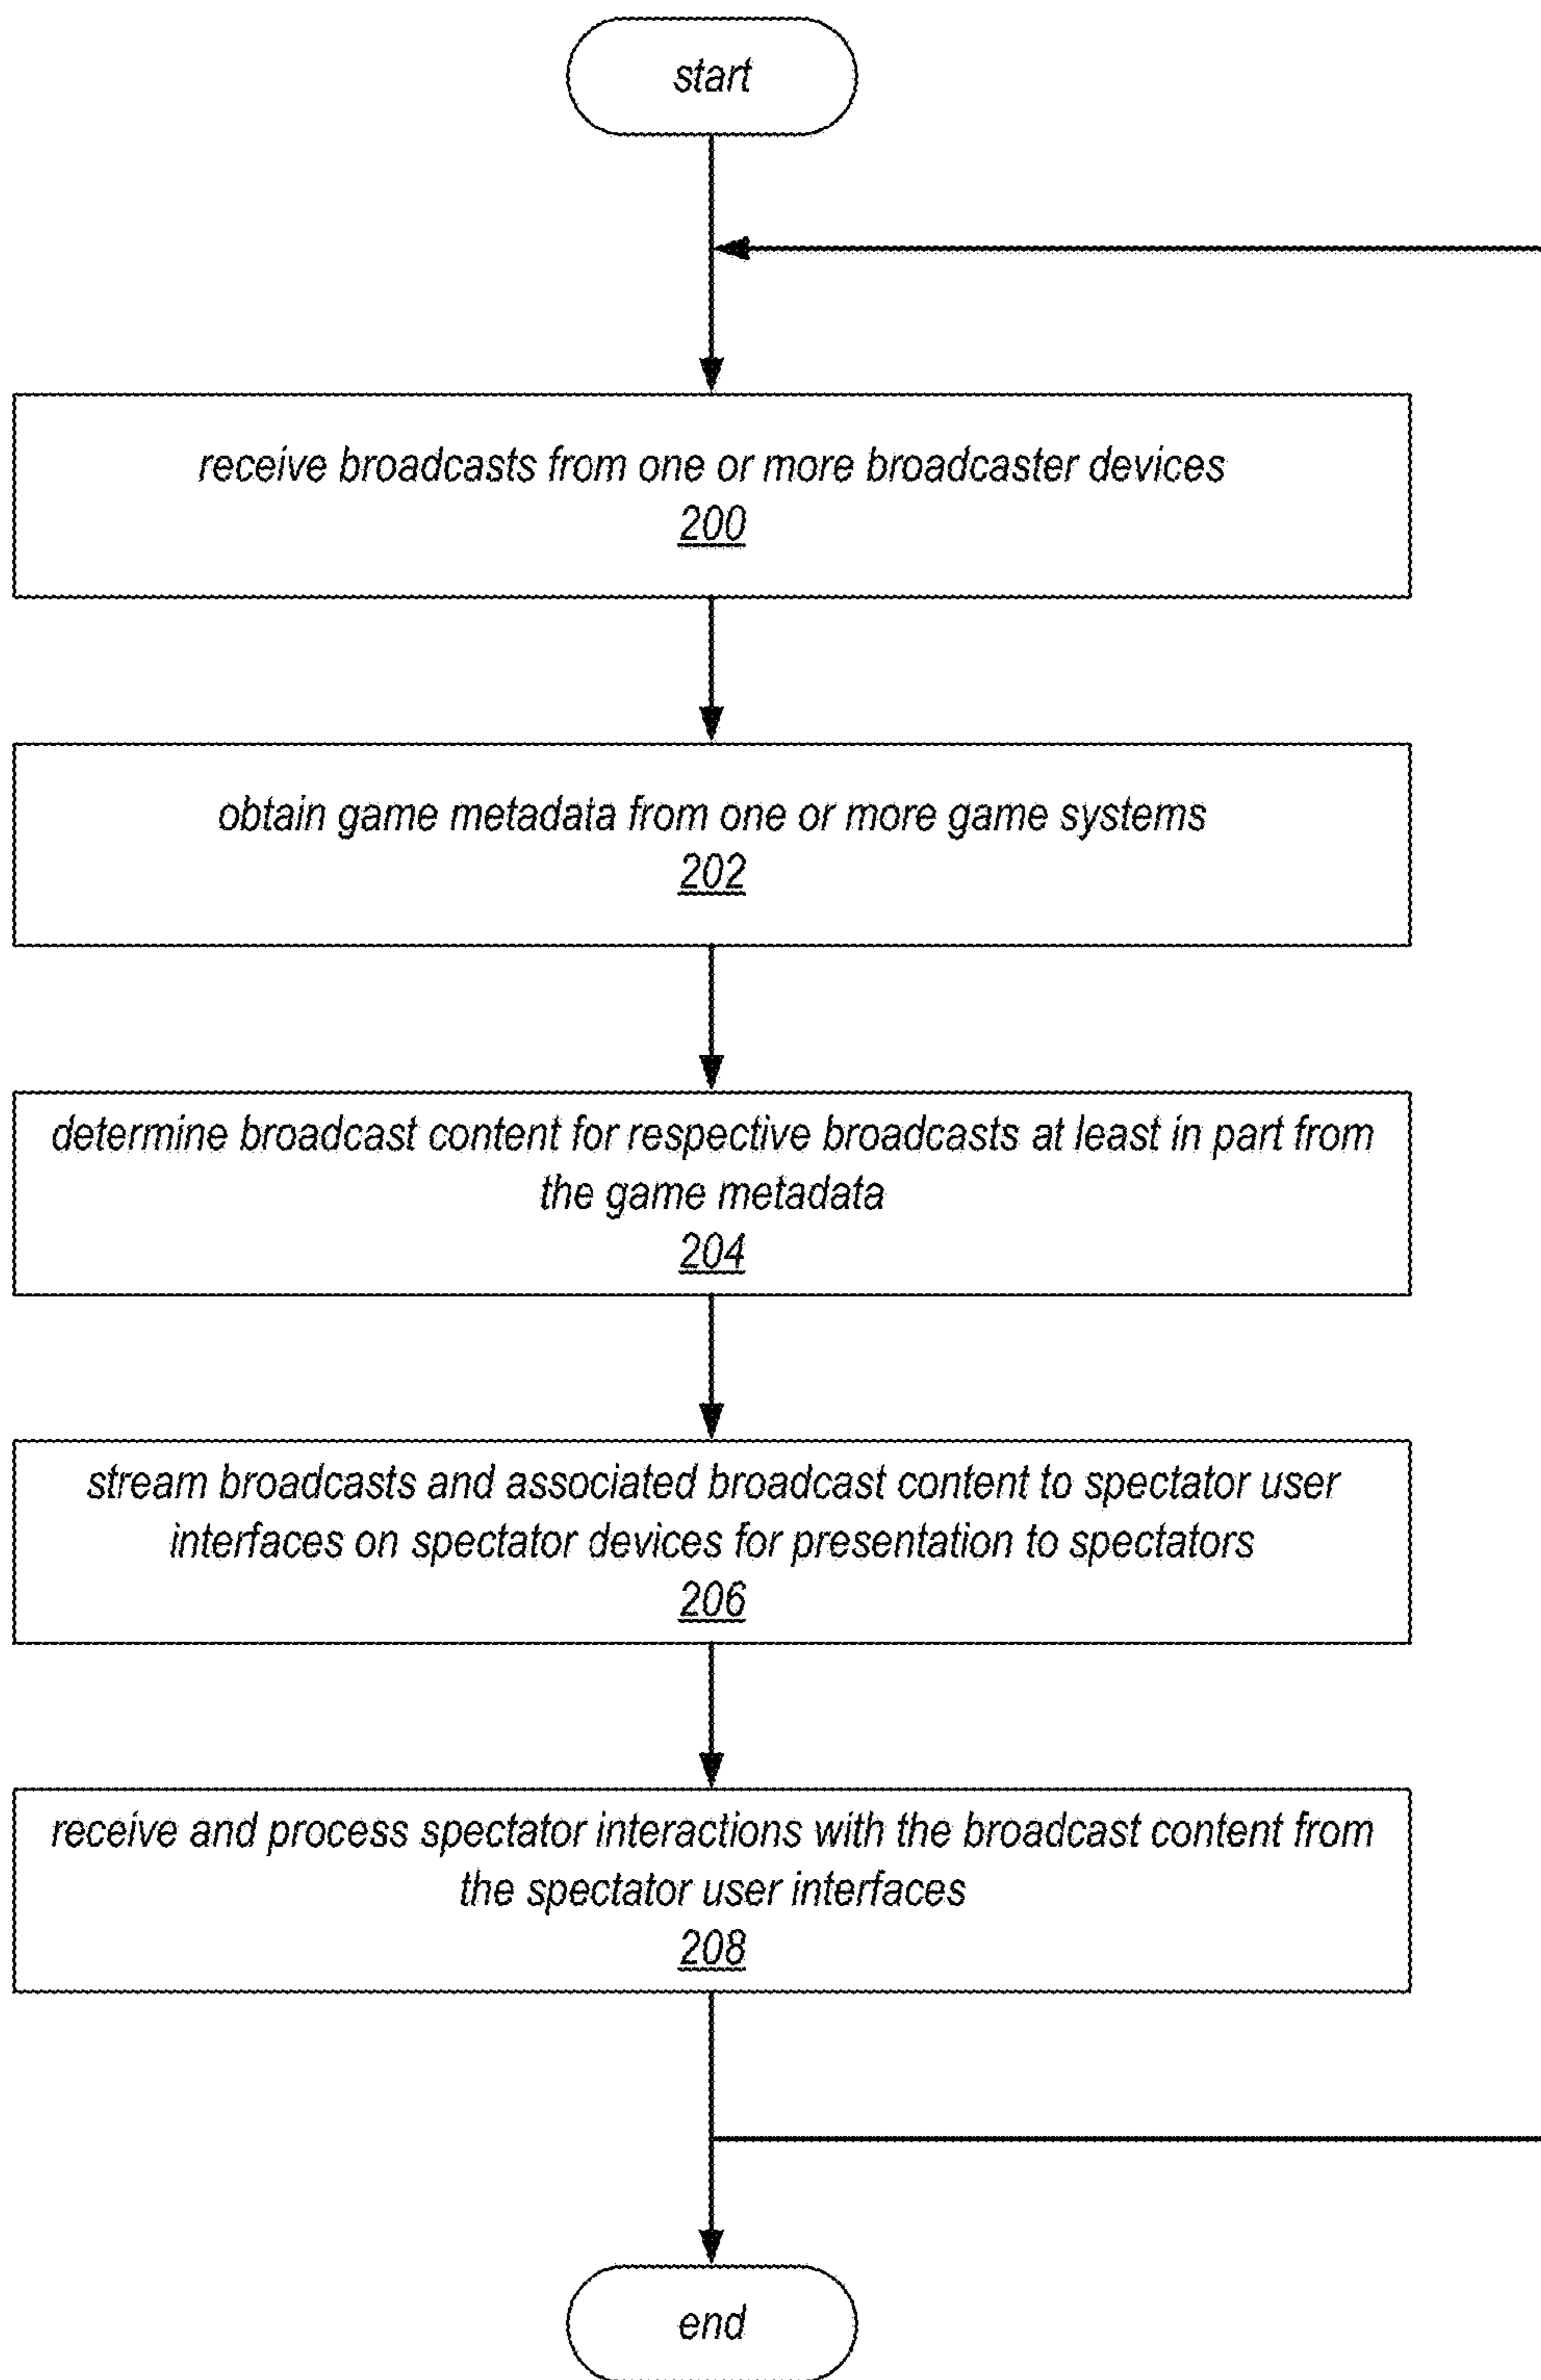 start
receive broadcasts from one or more broadcaster devices
200
obtain game metadata from one or more game systems
202
determine broadcast content for respective broadcasts at least in part from
the game metadata
204
stream broadcasts and associated broadcast content to spectator user
interfaces on spectator devices for presentation to spectators
206
receive and process spectator interactions with the broadcast content from
the spectator user interfaces
208
end